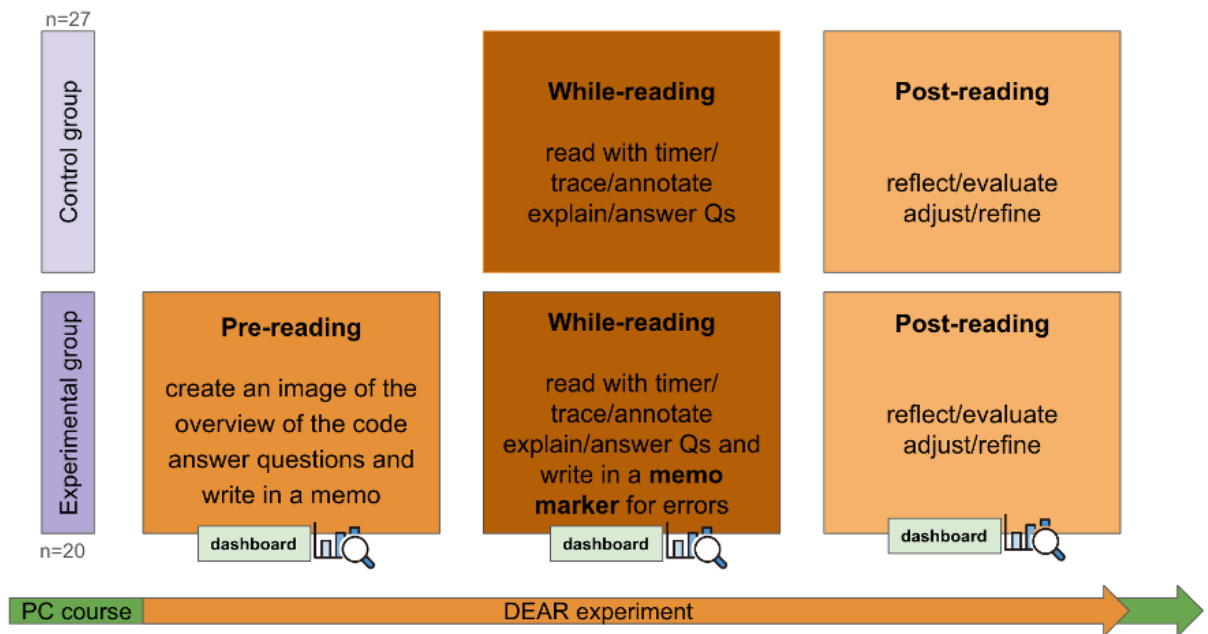 n=27
Control group
While-reading
read with timer/
trace/annotate
explain/answer Qs
Post-reading
reflect/evaluate
adjust/refine
Experimental group
n=20
Pre-reading
create an image of the
overview of the code
answer questions and
write in a memo
dashboard
While-reading
read with timer/
trace/annotate
explain/answer Qs and
write in a memo
marker for errors
dashboard
Post-reading
reflect/evaluate
adjust/refine
dashboard
PC course
DEAR experiment